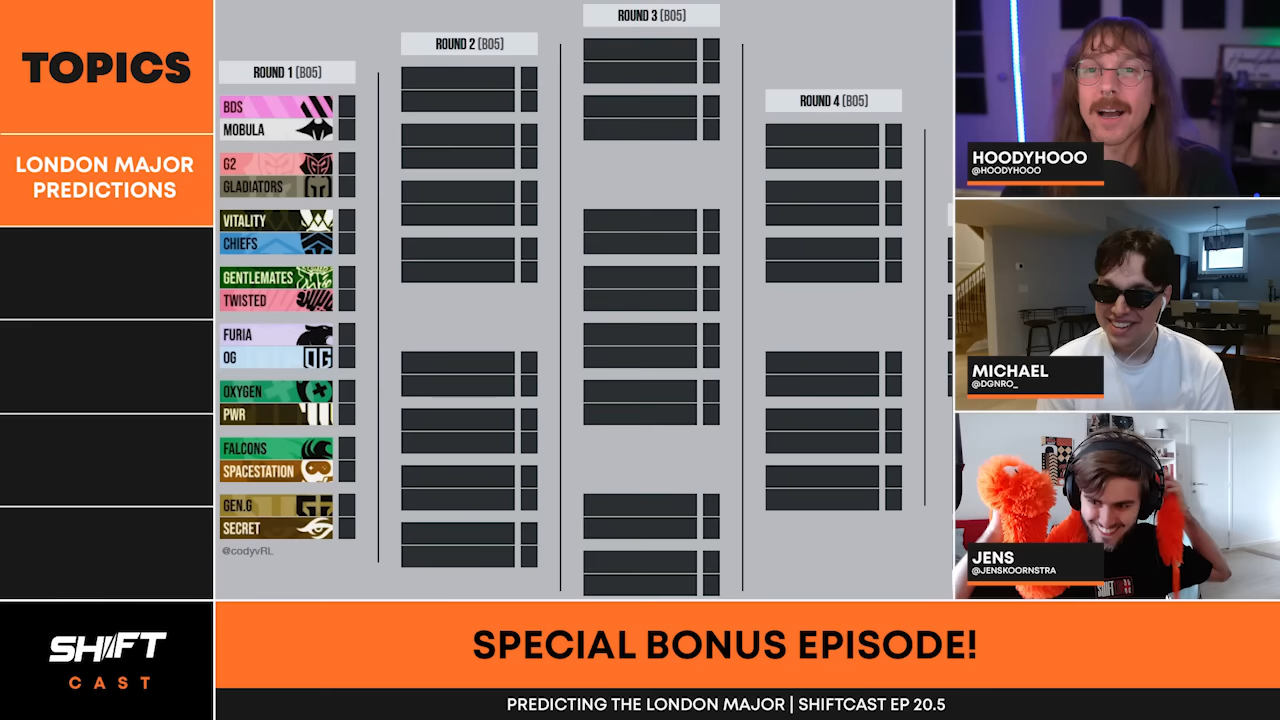 TOPICS
LONDON MAJOR
PREDICTIONS
SHIFT
CAST
ROUND 1 [BO5]
BDS
MOBULA
G2
GLADIATORS
VITALITY
CHIEFS
GENTLEMATES
TWISTED
FURIA
OG
OG
OXYGEN
PWR
FALCONS
SPACESTATION
GEN.G
SECRET
@codyvRL
ROUND 2 [BO5]
ROUND 3 [BO5]
ROUND 4 [BO5]
HOODYHOOO
@HOODYHOOO
MICHAEL
@DGNRO_
JENS
@JENSKOORNSTRA
SHIFT
SPECIAL BONUS EPISODE!
PREDICTING THE LONDON MAJOR | SHIFTCAST EP 20.5